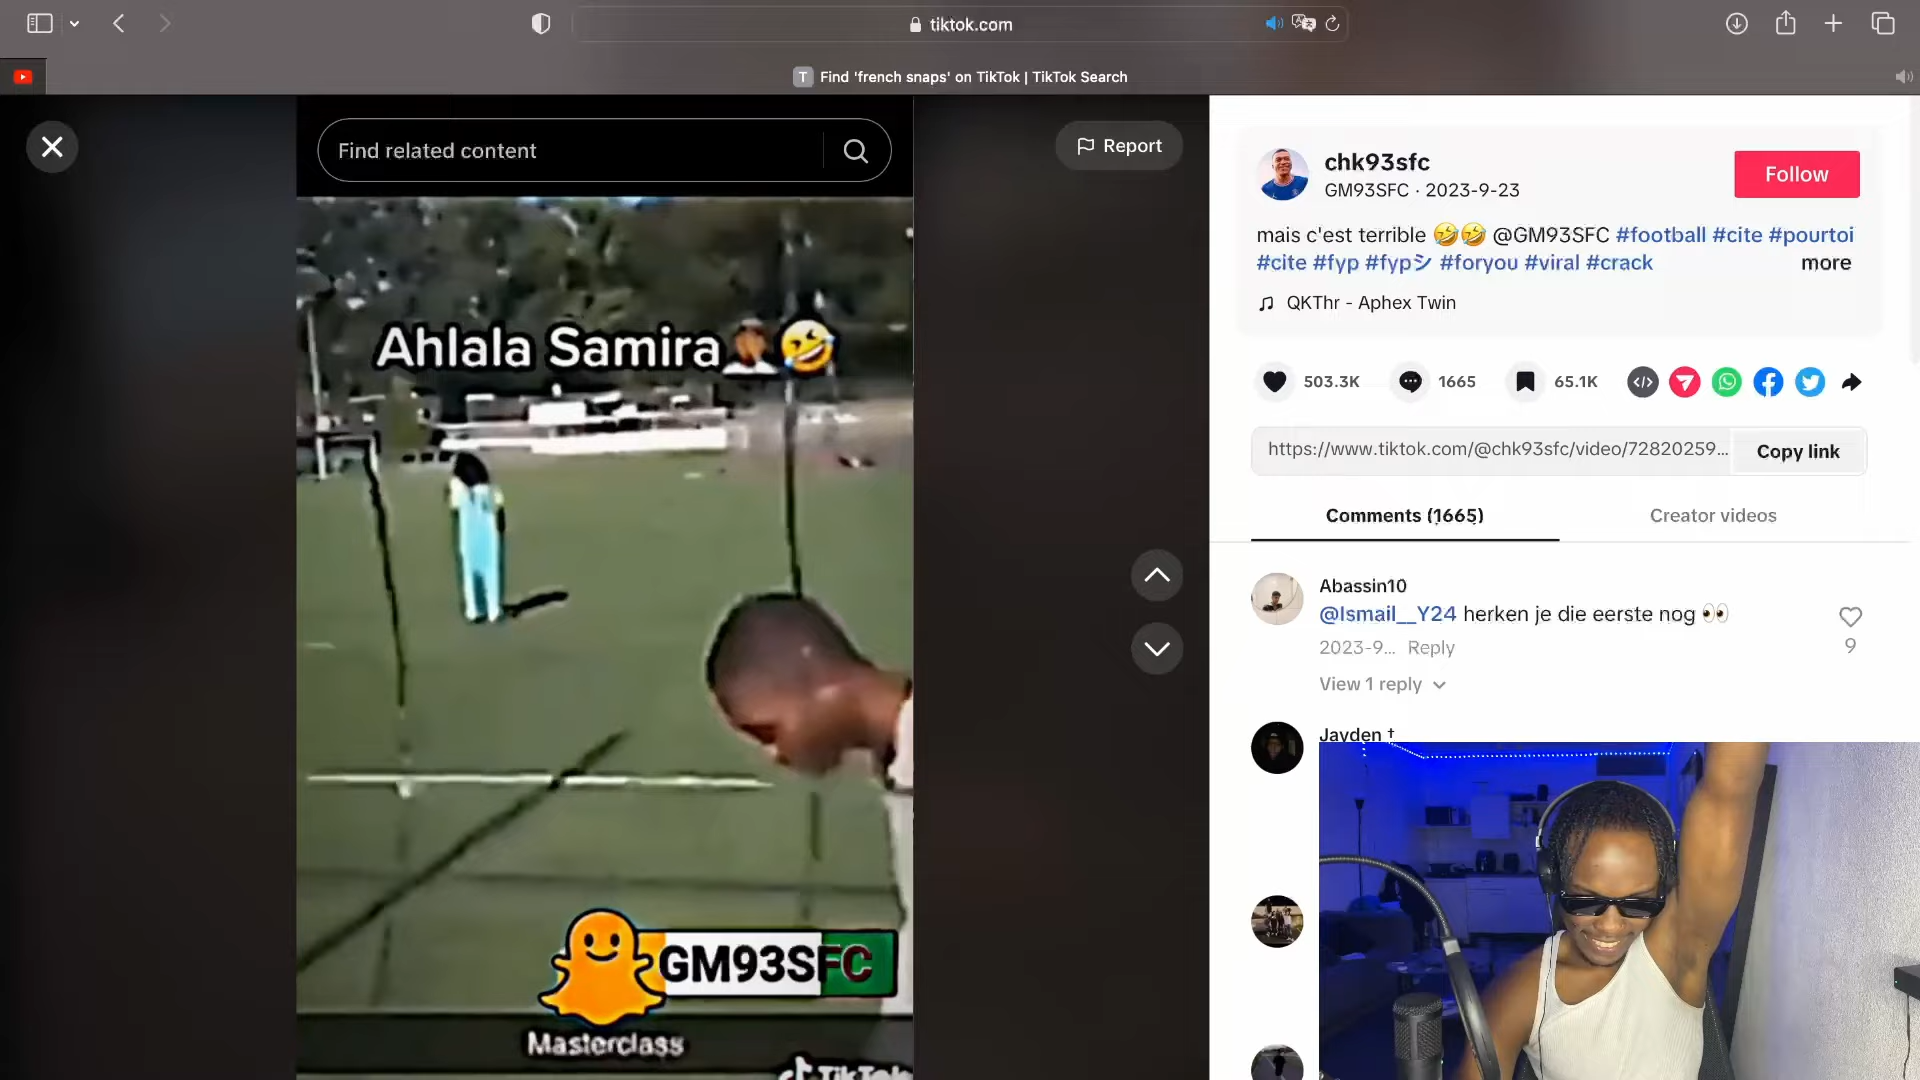 tiktok.com
T Find 'french snaps' on TikTok | TikTok Search
Find related content
Report
Ahlala Samira🤦🏾‍♂️🤣
GM93SFC
Masterclass
TikTok
chk93sfc
GM93SFC · 2023-9-23
Follow
mais c'est terrible 🤣🤣 @GM93SFC #football #cite #pourtoi
#cite #fyp #fypシ #foryou #viral #crack
more
QKThr - Aphex Twin
503.3K
1665
65.1K
https://www.tiktok.com/@chk93sfc/video/72820259...
Copy link
Comments (1665)
Creator videos
Abassin10
@Ismail__Y24 herken je die eerste nog 👀
9
2023-9... Reply
View 1 reply
Jayden †